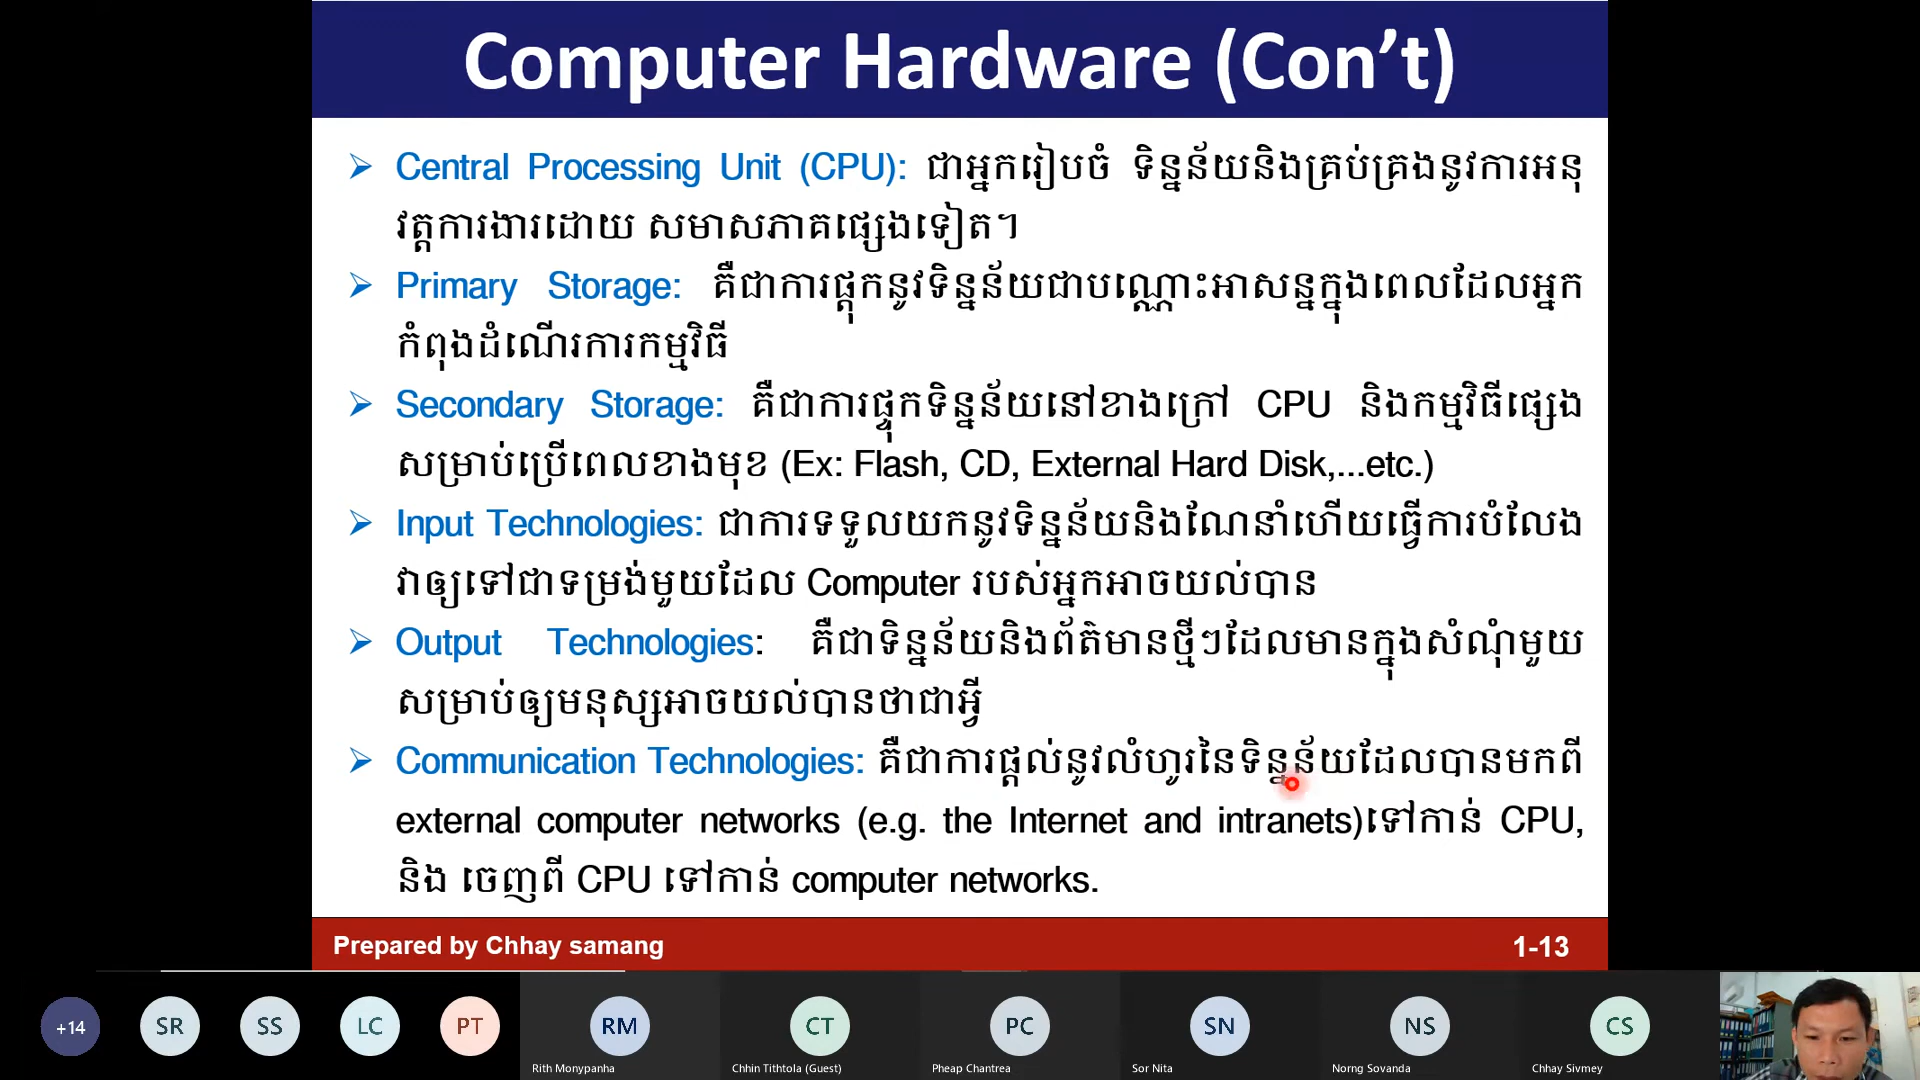 Computer Hardware (Con’t)
Central Processing Unit (CPU): ជាអ្នករៀបចំ ទិន្នន័យនិងគ្រប់គ្រងនូវការអនុ
វត្តការងារដោយ សមាសភាគផ្សេងទៀត។
Primary Storage: គឺជាការផ្តុកនូវទិន្នន័យជាបណ្ណោះអាសន្នក្នុងពេលដែលអ្នក
កំពុងដំណើរការកម្មវិធី
Secondary Storage: គឺជាការផ្ទុកទិន្នន័យនៅខាងក្រៅ CPU និងកម្មវិធីផ្សេង
សម្រាប់ប្រើពេលខាងមុខ (Ex: Flash, CD, External Hard Disk,...etc.)
Input Technologies: ជាការទទួលយកនូវទិន្នន័យនិងណែនាំហើយធ្វើការបំលែង
វាឲ្យទៅជាទម្រង់មួយដែល Computer របស់អ្នកអាចយល់បាន
Output Technologies: គឺជាទិន្នន័យនិងព័ត៌មានថ្មីៗដែលមានក្នុងសំណុំមួយ
សម្រាប់ឲ្យមនុស្សអាចយល់បានថាជាអ្វី
Communication Technologies: គឺជាការផ្តល់នូវលំហូរនៃទិន្នន័យដែលបានមកពី
external computer networks (e.g. the Internet and intranets)ទៅកាន់ CPU,
និង ចេញពី CPU ទៅកាន់ computer networks.
Prepared by Chhay samang 1-13
+14 SR SS LC PT RM CT PC SN NS CS
Rith Monypanha Chhin Tithtola (Guest) Pheap Chantrea Sor Nita Norng Sovanda Chhay Sivmey